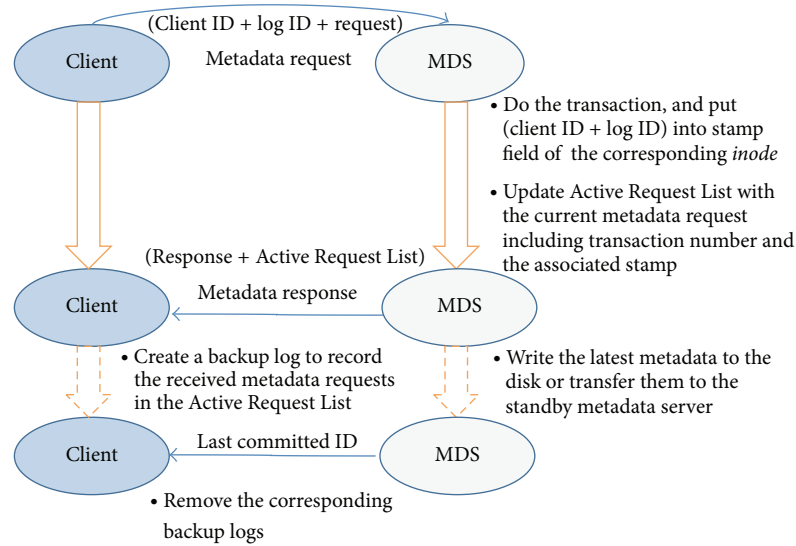 (Client ID + log ID + request)
Client
Metadata request
MDS
• Do the transaction, and put
(client ID + log ID) into stamp
field of the corresponding inode
• Update Active Request List with
the current metadata request
including transaction number and
the associated stamp
(Response + Active Request List)
Client
Metadata response
MDS
• Create a backup log to record
the received metadata requests
in the Active Request List
• Write the latest metadata to the
disk or transfer them to the
standby metadata server
Client
Last committed ID
MDS
• Remove the corresponding
backup logs